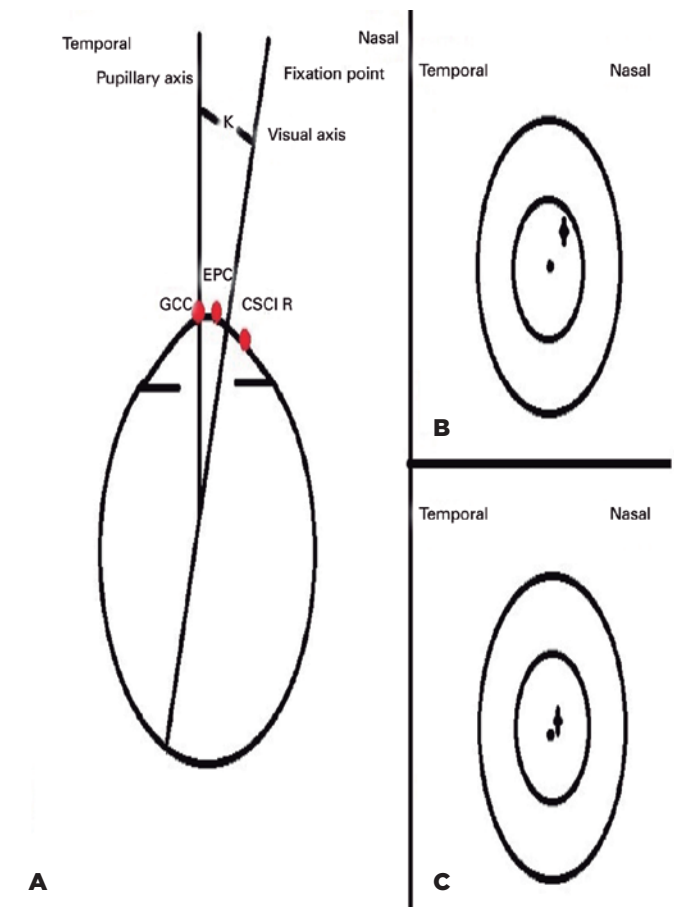 Temporal
Nasal
Pupillary axis
Fixation point
K
Visual axis
EPC
GCC
CSCI R
A
Temporal
Nasal
B
Temporal
Nasal
C